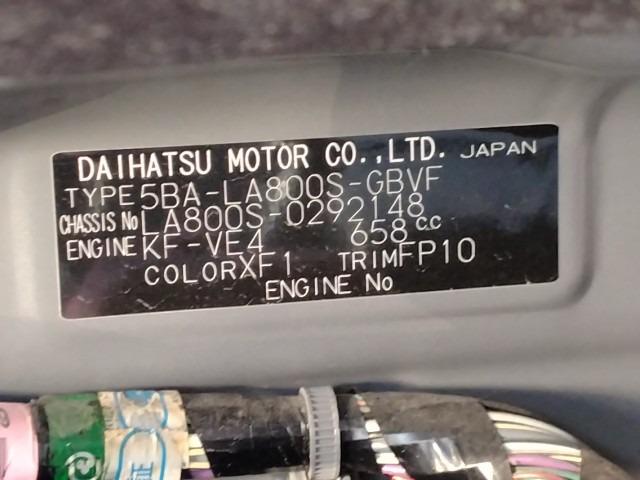 DAIHATSU MOTOR CO.,LTD. JAPAN
TYPE 5BA-LA800S-GBVF
CHASSIS No LA800S-0292148
ENGINE KF-VE4 658 C.C
COLOR XF1 TRIM FP10
ENGINE No